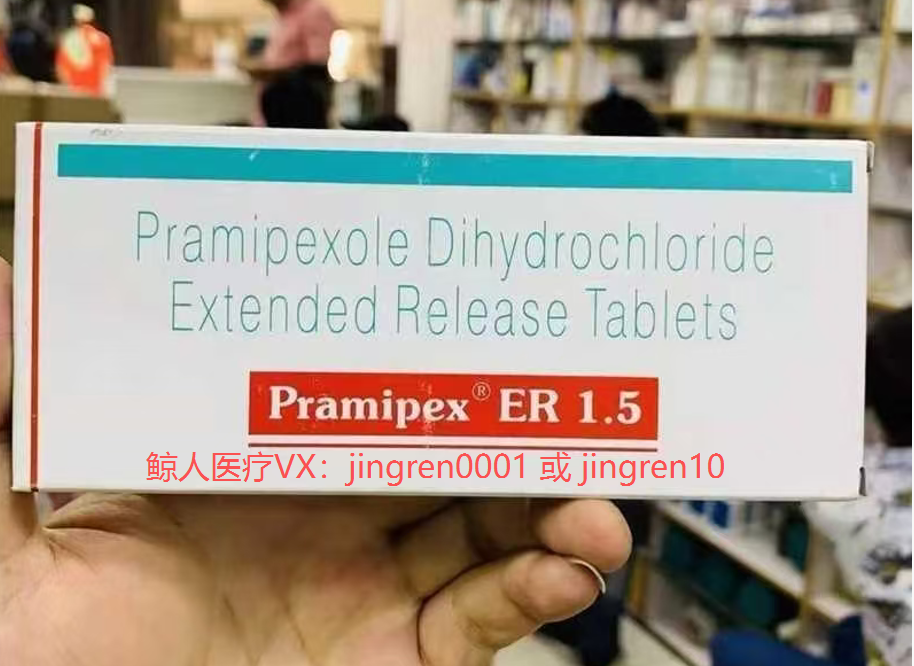 Pramipexole Dihydrochloride
Extended Release Tablets
Pramipex® ER 1.5
鲸人医疗VX：jingren0001 或 jingren10